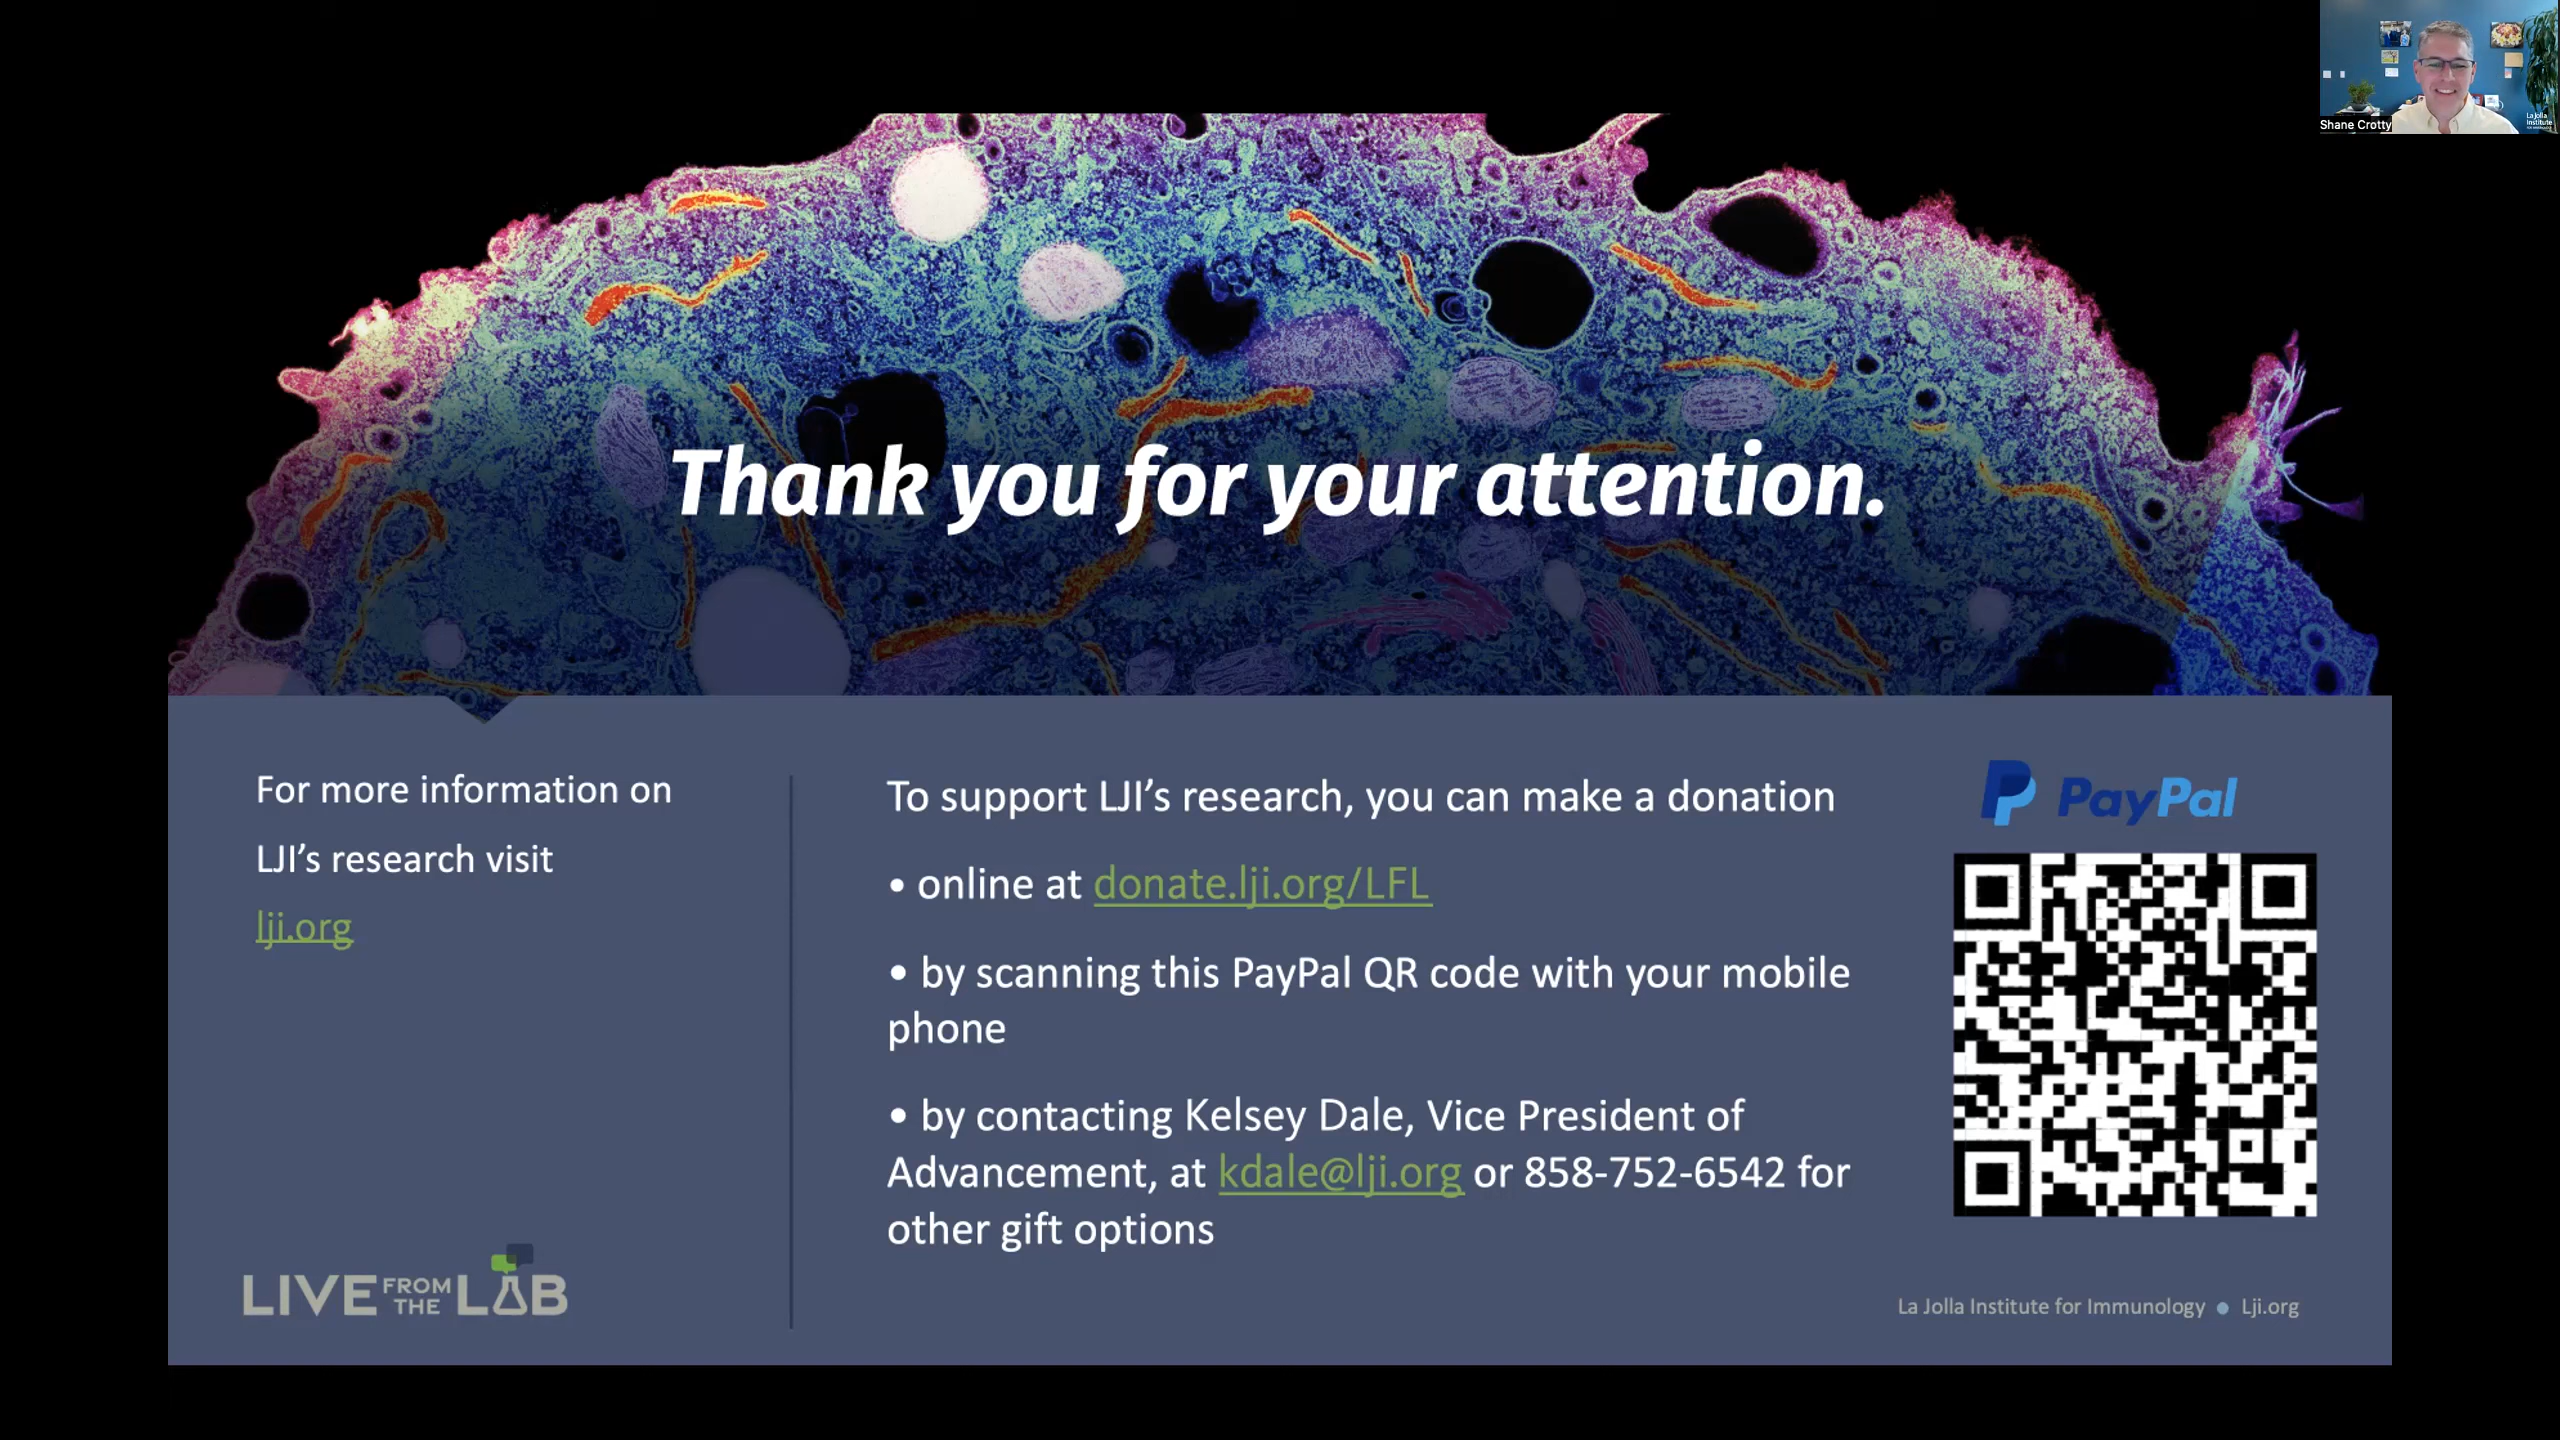 Shane Crotty
La Jolla
Institute
Thank you for your attention.
For more information on
LJI's research visit
lji.org
To support LJI's research, you can make a donation
• online at donate.lji.org/LFL
• by scanning this PayPal QR code with your mobile
phone
• by contacting Kelsey Dale, Vice President of
Advancement, at kdale@lji.org or 858-752-6542 for
other gift options
PayPal
LIVE FROM THE LAB
La Jolla Institute for Immunology • Lji.org